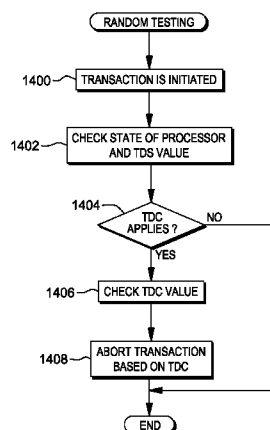 RANDOM TESTING
1400
TRANSACTION IS INITIATED
1402
CHECK STATE OF PROCESSOR
AND TDS VALUE
1404
TDC
APPLIES ?
NO
YES
1406
CHECK TDC VALUE
1408
ABORT TRANSACTION
BASED ON TDC
END